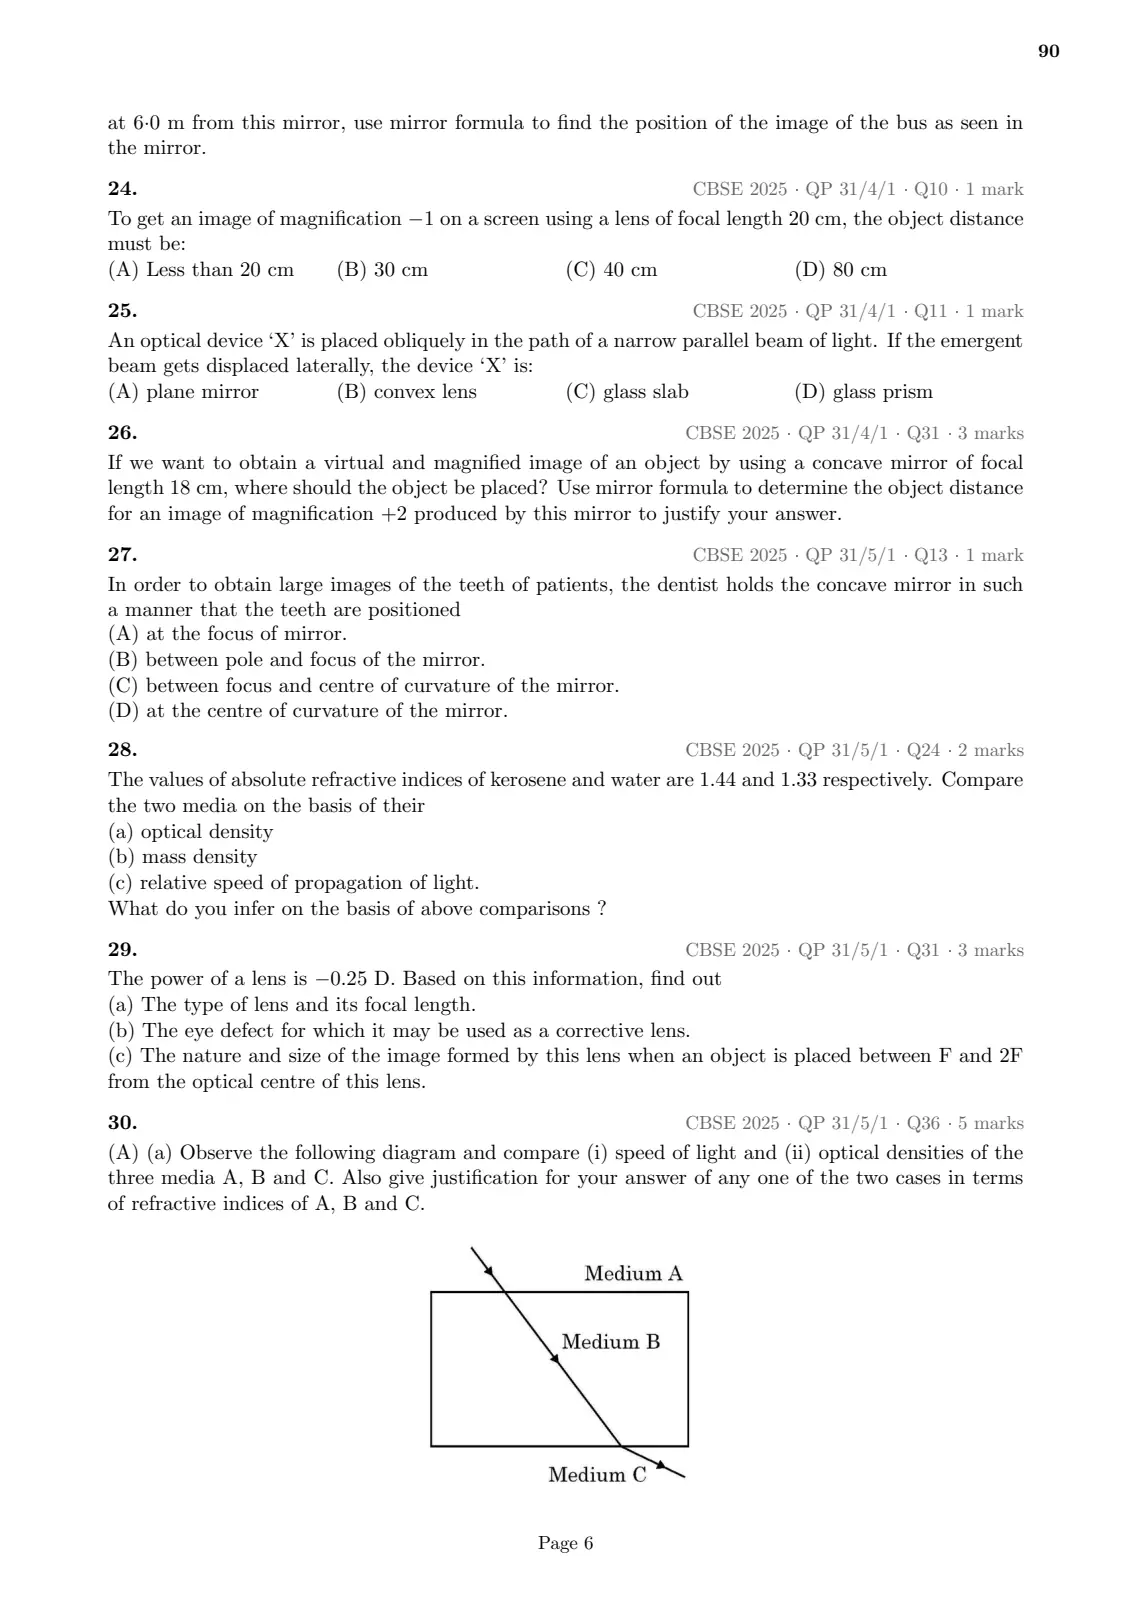 90
at 6·0 m from this mirror, use mirror formula to find the position of the image of the bus as seen in
the mirror.
24. CBSE 2025 · QP 31/4/1 · Q10 · 1 mark
To get an image of magnification −1 on a screen using a lens of focal length 20 cm, the object distance
must be:
(A) Less than 20 cm (B) 30 cm (C) 40 cm (D) 80 cm
25. CBSE 2025 · QP 31/4/1 · Q11 · 1 mark
An optical device ‘X’ is placed obliquely in the path of a narrow parallel beam of light. If the emergent
beam gets displaced laterally, the device ‘X’ is:
(A) plane mirror (B) convex lens (C) glass slab (D) glass prism
26. CBSE 2025 · QP 31/4/1 · Q31 · 3 marks
If we want to obtain a virtual and magnified image of an object by using a concave mirror of focal
length 18 cm, where should the object be placed? Use mirror formula to determine the object distance
for an image of magnification +2 produced by this mirror to justify your answer.
27. CBSE 2025 · QP 31/5/1 · Q13 · 1 mark
In order to obtain large images of the teeth of patients, the dentist holds the concave mirror in such
a manner that the teeth are positioned
(A) at the focus of mirror.
(B) between pole and focus of the mirror.
(C) between focus and centre of curvature of the mirror.
(D) at the centre of curvature of the mirror.
28. CBSE 2025 · QP 31/5/1 · Q24 · 2 marks
The values of absolute refractive indices of kerosene and water are 1.44 and 1.33 respectively. Compare
the two media on the basis of their
(a) optical density
(b) mass density
(c) relative speed of propagation of light.
What do you infer on the basis of above comparisons ?
29. CBSE 2025 · QP 31/5/1 · Q31 · 3 marks
The power of a lens is −0.25 D. Based on this information, find out
(a) The type of lens and its focal length.
(b) The eye defect for which it may be used as a corrective lens.
(c) The nature and size of the image formed by this lens when an object is placed between F and 2F
from the optical centre of this lens.
30. CBSE 2025 · QP 31/5/1 · Q36 · 5 marks
(A) (a) Observe the following diagram and compare (i) speed of light and (ii) optical densities of the
three media A, B and C. Also give justification for your answer of any one of the two cases in terms
of refractive indices of A, B and C.
Medium A
Medium B
Medium C
Page 6